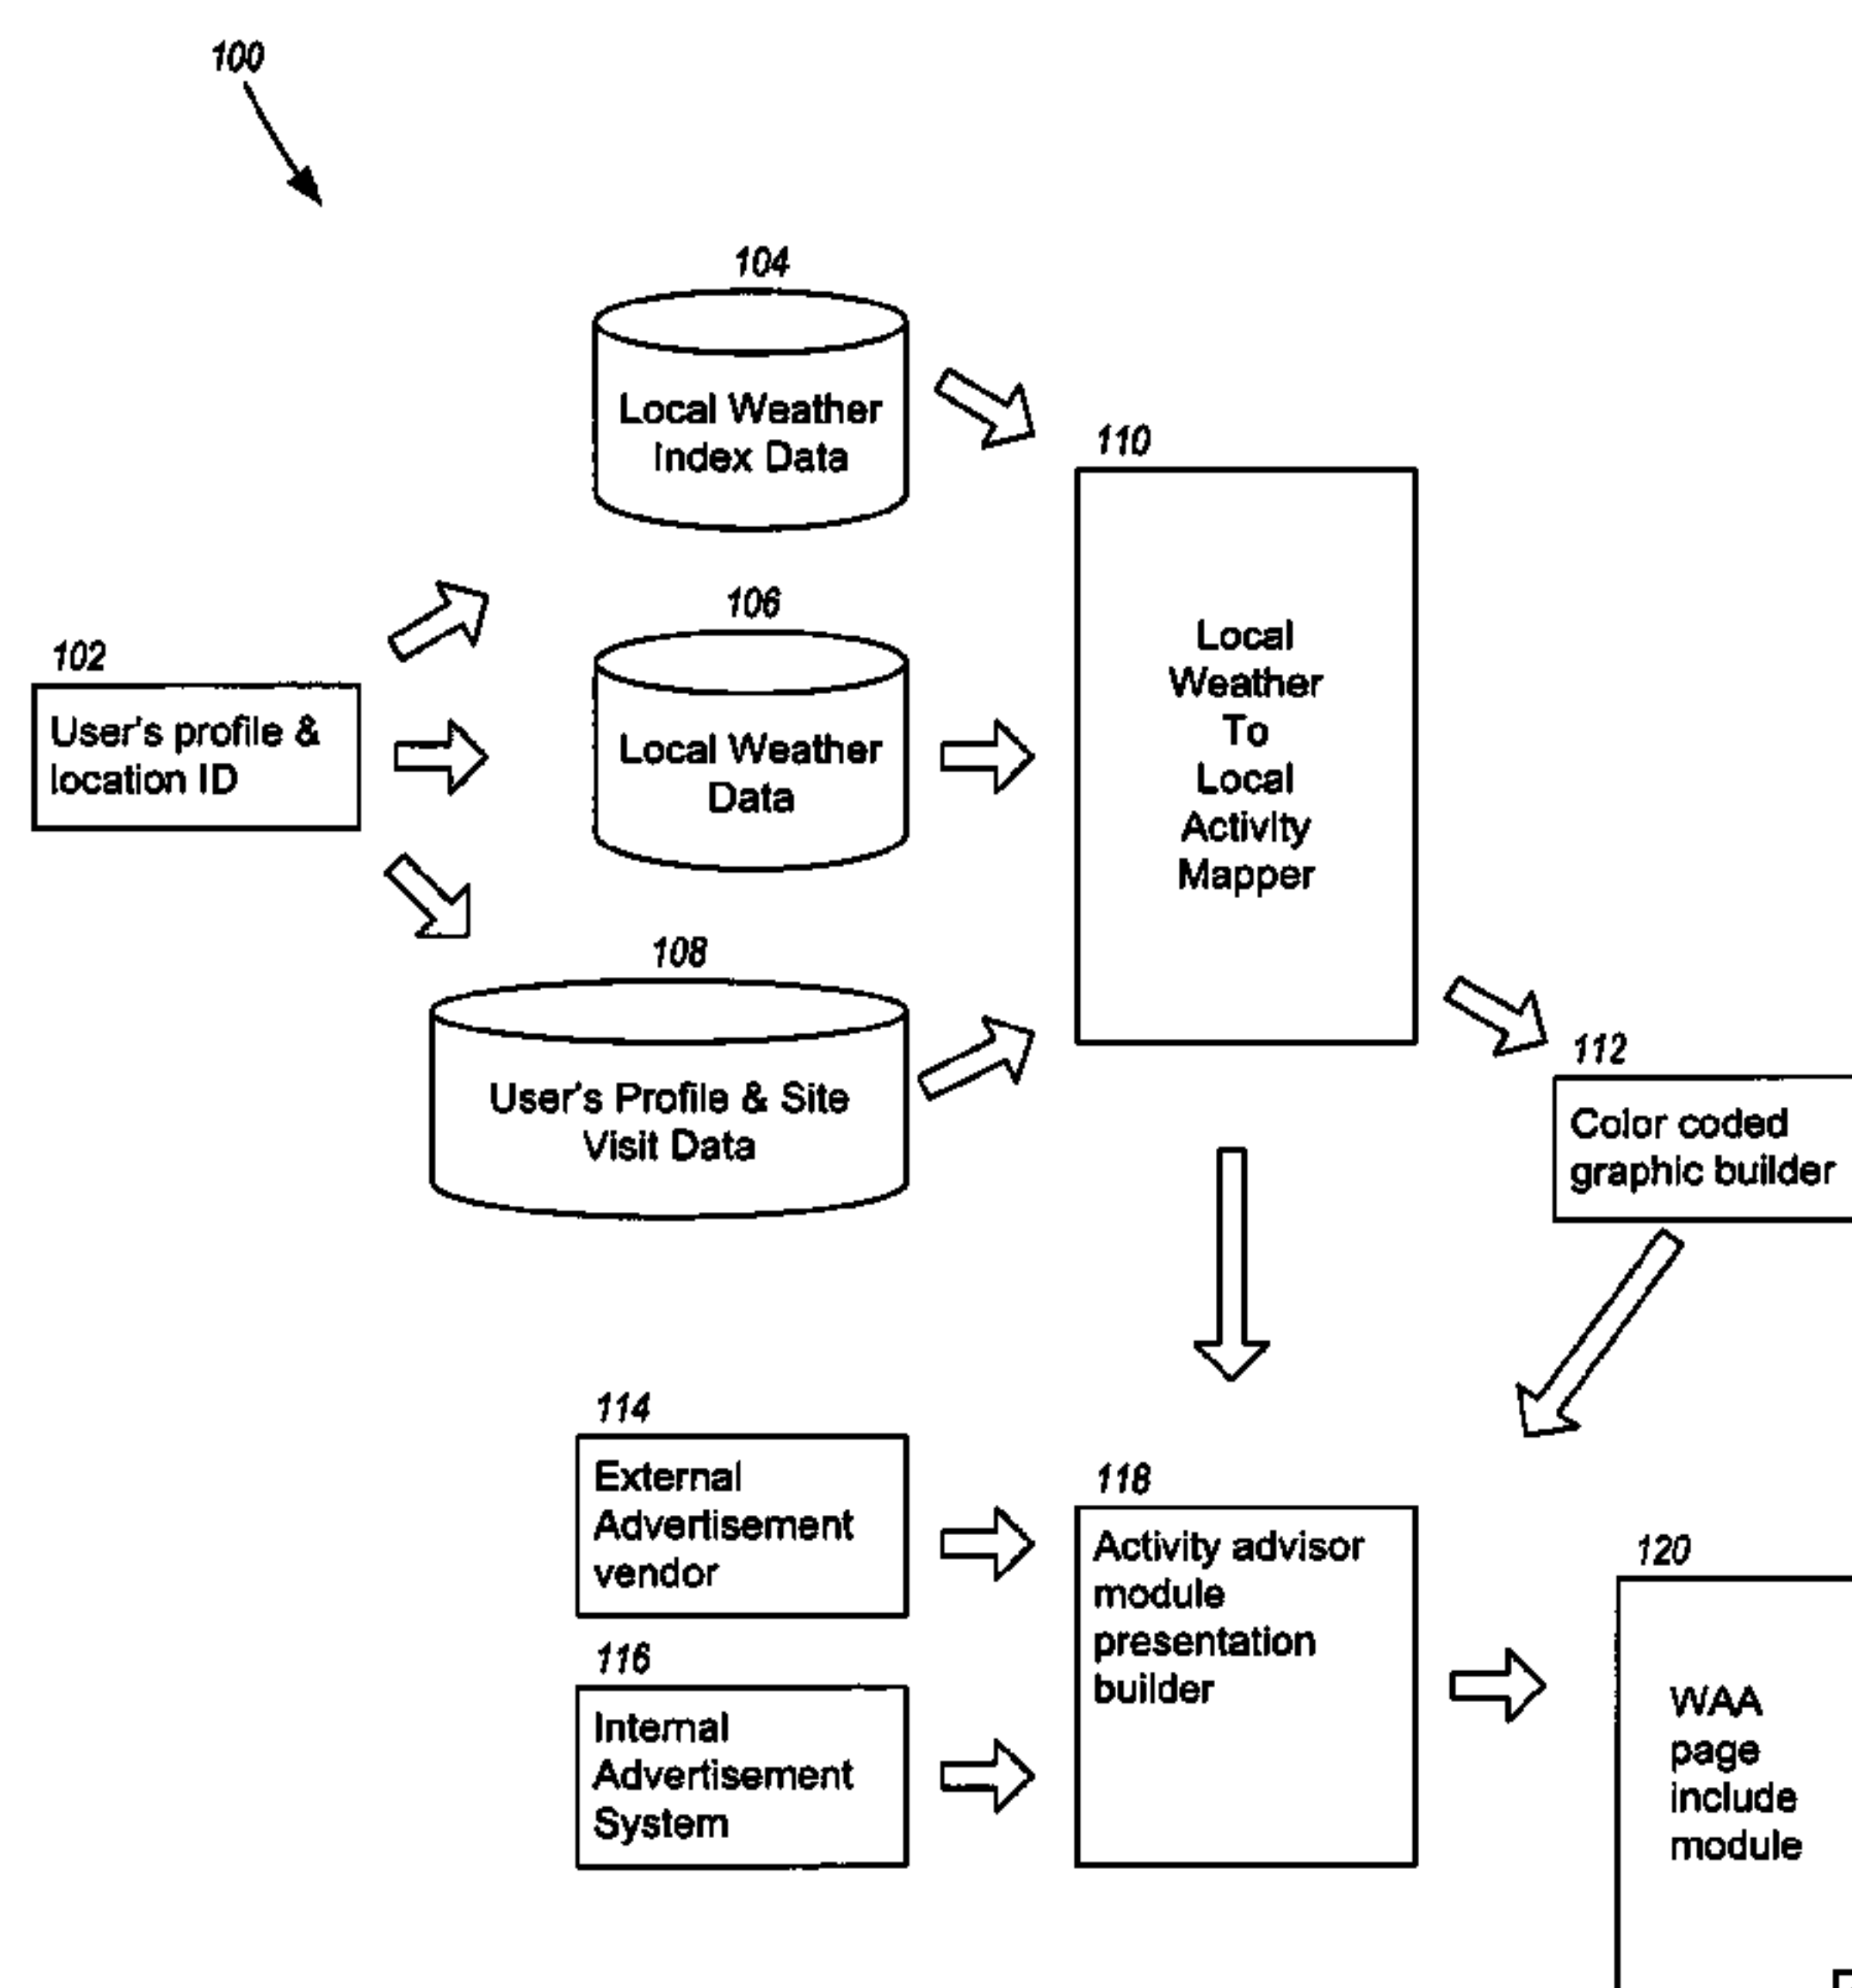 100
104
Local Weather
Index Data
110
Local
Weather
To
Local
Activity
Mapper
106
Local Weather
Data
102
User's profile &
location ID
108
User's Profile & Site
Visit Data
112
Color coded
graphic builder
114
External
Advertisement
vendor
116
Internal
Advertisement
System
118
Activity advisor
module
presentation
builder
120
WAA
page
include
module